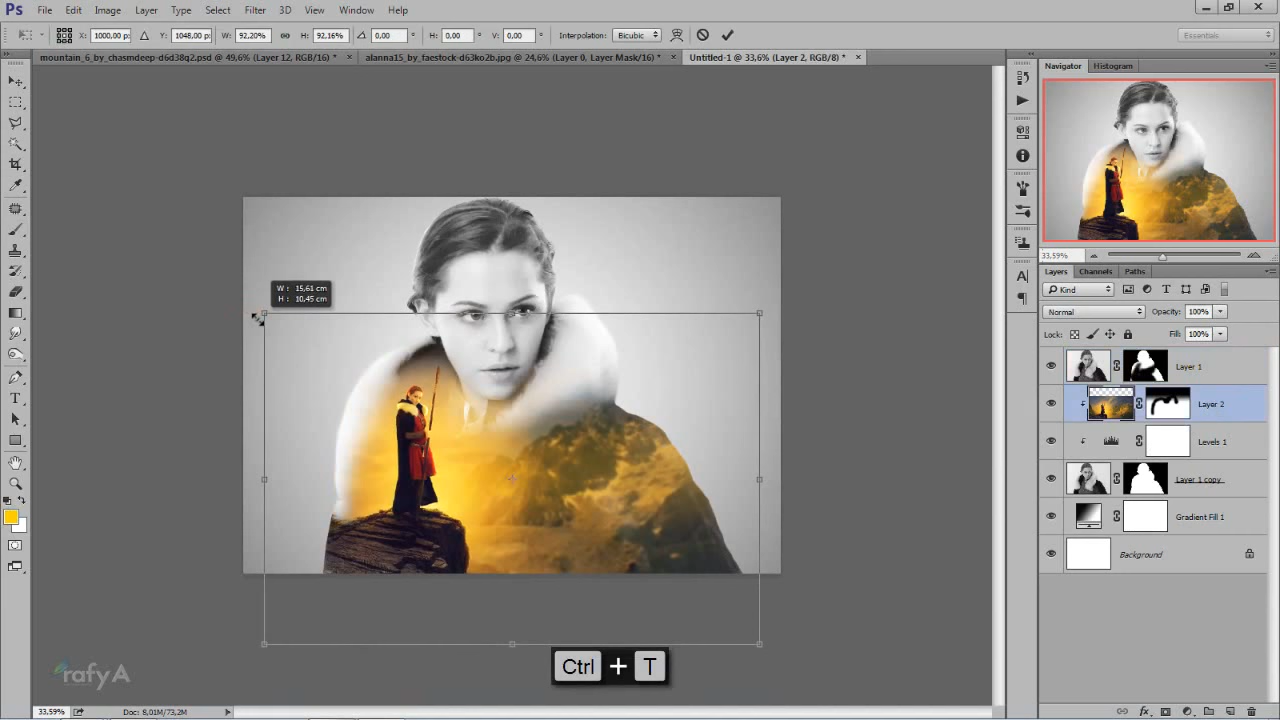 Ps File Edit Image Layer Type Select Filter 3D View Window Help
X: 1000,00 p: Y: 1048,00 p: W: 92,20% H: 92,16% 0,00 ° H: 0,00 ° V: 0,00 ° Interpolation: Bicubic Essentials
mountain_6_by_chasmdeep-d6d38q2.psd @ 49,6% (Layer 12, RGB/16) * × alanna15_by_faestock-d63ko2b.jpg @ 24,6% (Layer 0, Layer Mask/16) * × Untitled-1 @ 33,6% (Layer 2, RGB/8) * ×
Navigator Histogram
33,59%
Layers Channels Paths
Kind
Normal Opacity: 100%
Lock: Fill: 100%
Layer 1
Layer 2
Levels 1
Layer 1 copy
Gradient Fill 1
Background
W : 15,61 cm
H : 10,45 cm
Ctrl + T
rafy A
33,59% Doc: 8,01M/73,2M